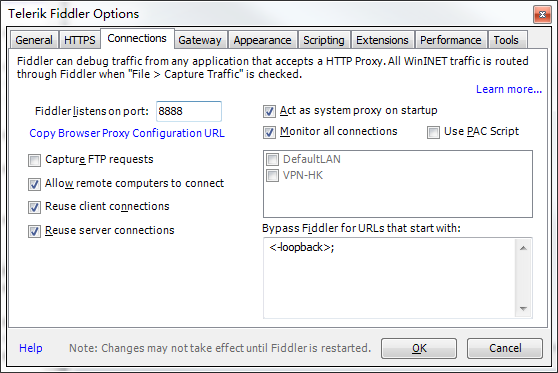 Telerik Fiddler Options
General HTTPS Connections Gateway Appearance Scripting Extensions Performance Tools
Fiddler can debug traffic from any application that accepts a HTTP Proxy. All WinINET traffic is routed
through Fiddler when "File > Capture Traffic" is checked.
Learn more...
Fiddler listens on port: 8888
Copy Browser Proxy Configuration URL
Capture FTP requests
Allow remote computers to connect
Reuse client connections
Reuse server connections
Act as system proxy on startup
Monitor all connections Use PAC Script
DefaultLAN
VPN-HK
Bypass Fiddler for URLs that start with:
<-loopback>;
Help Note: Changes may not take effect until Fiddler is restarted. OK Cancel